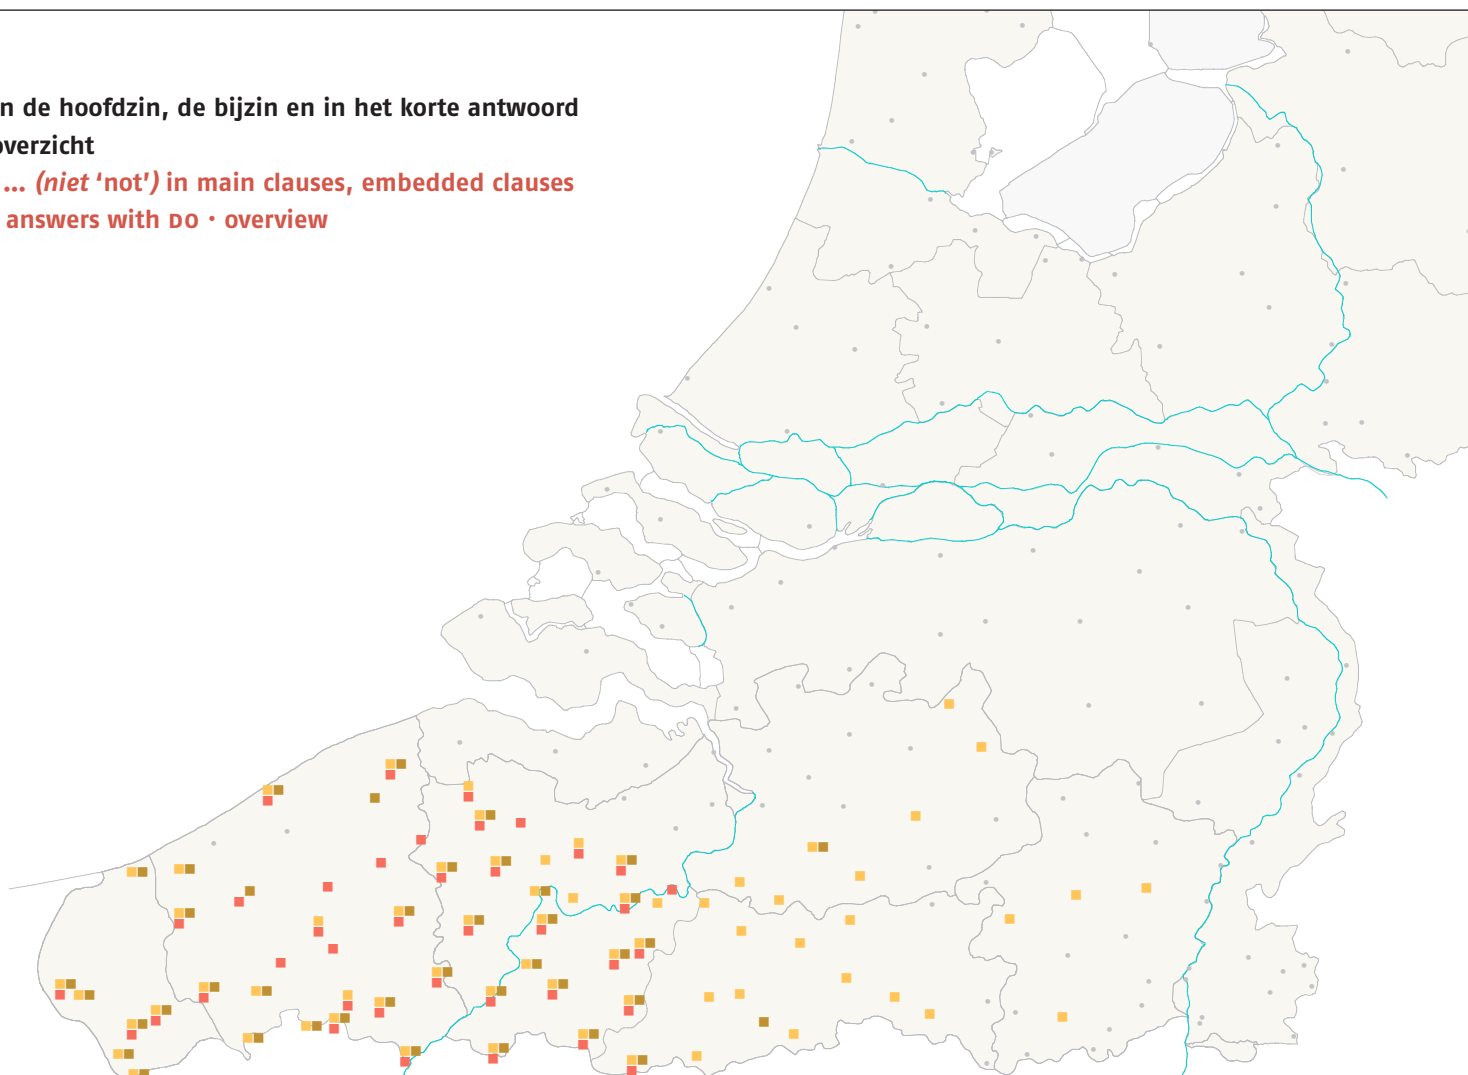 n de hoofdzin, de bijzin en in het korte antwoord
overzicht
... (niet ‘not’) in main clauses, embedded clauses
answers with DO · overview